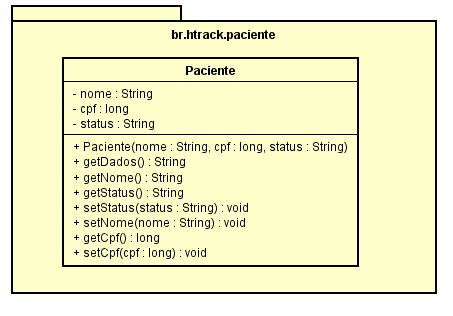 br.htrack.paciente
Paciente
- nome : String
- cpf : long
- status : String
+ Paciente(nome : String, cpf : long, status : String)
+ getDados() : String
+ getNome() : String
+ getStatus() : String
+ setStatus(status : String) : void
+ setNome(nome : String) : void
+ getCpf() : long
+ setCpf(cpf : long) : void